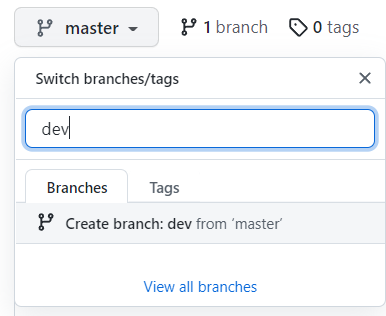 master 1 branch 0 tags
Switch branches/tags
dev
Branches Tags
Create branch: dev from ‘master’
View all branches